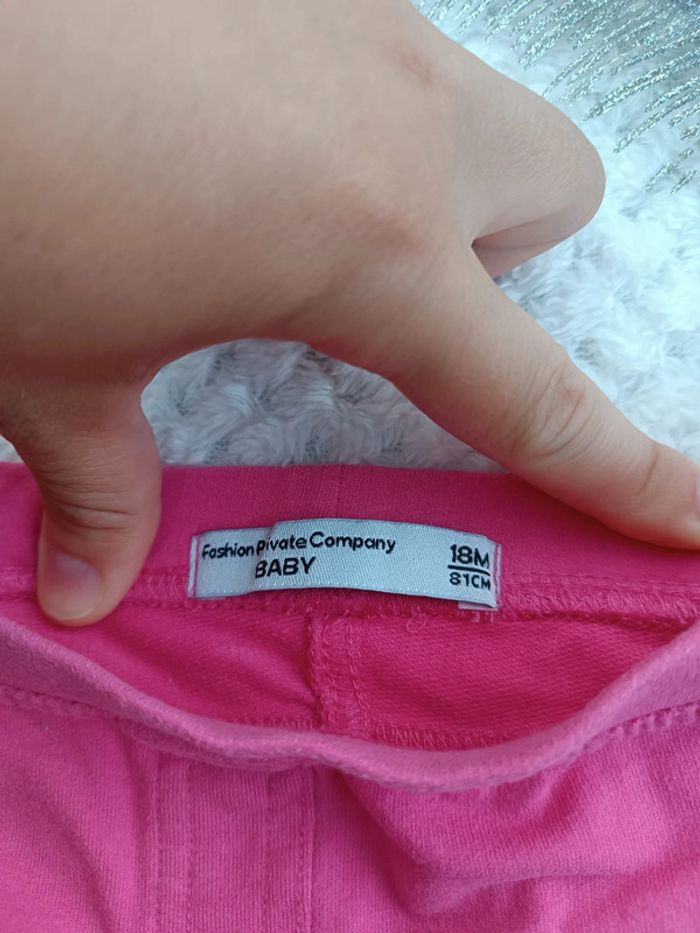 Fashion Private Company
BABY
18M
81CM